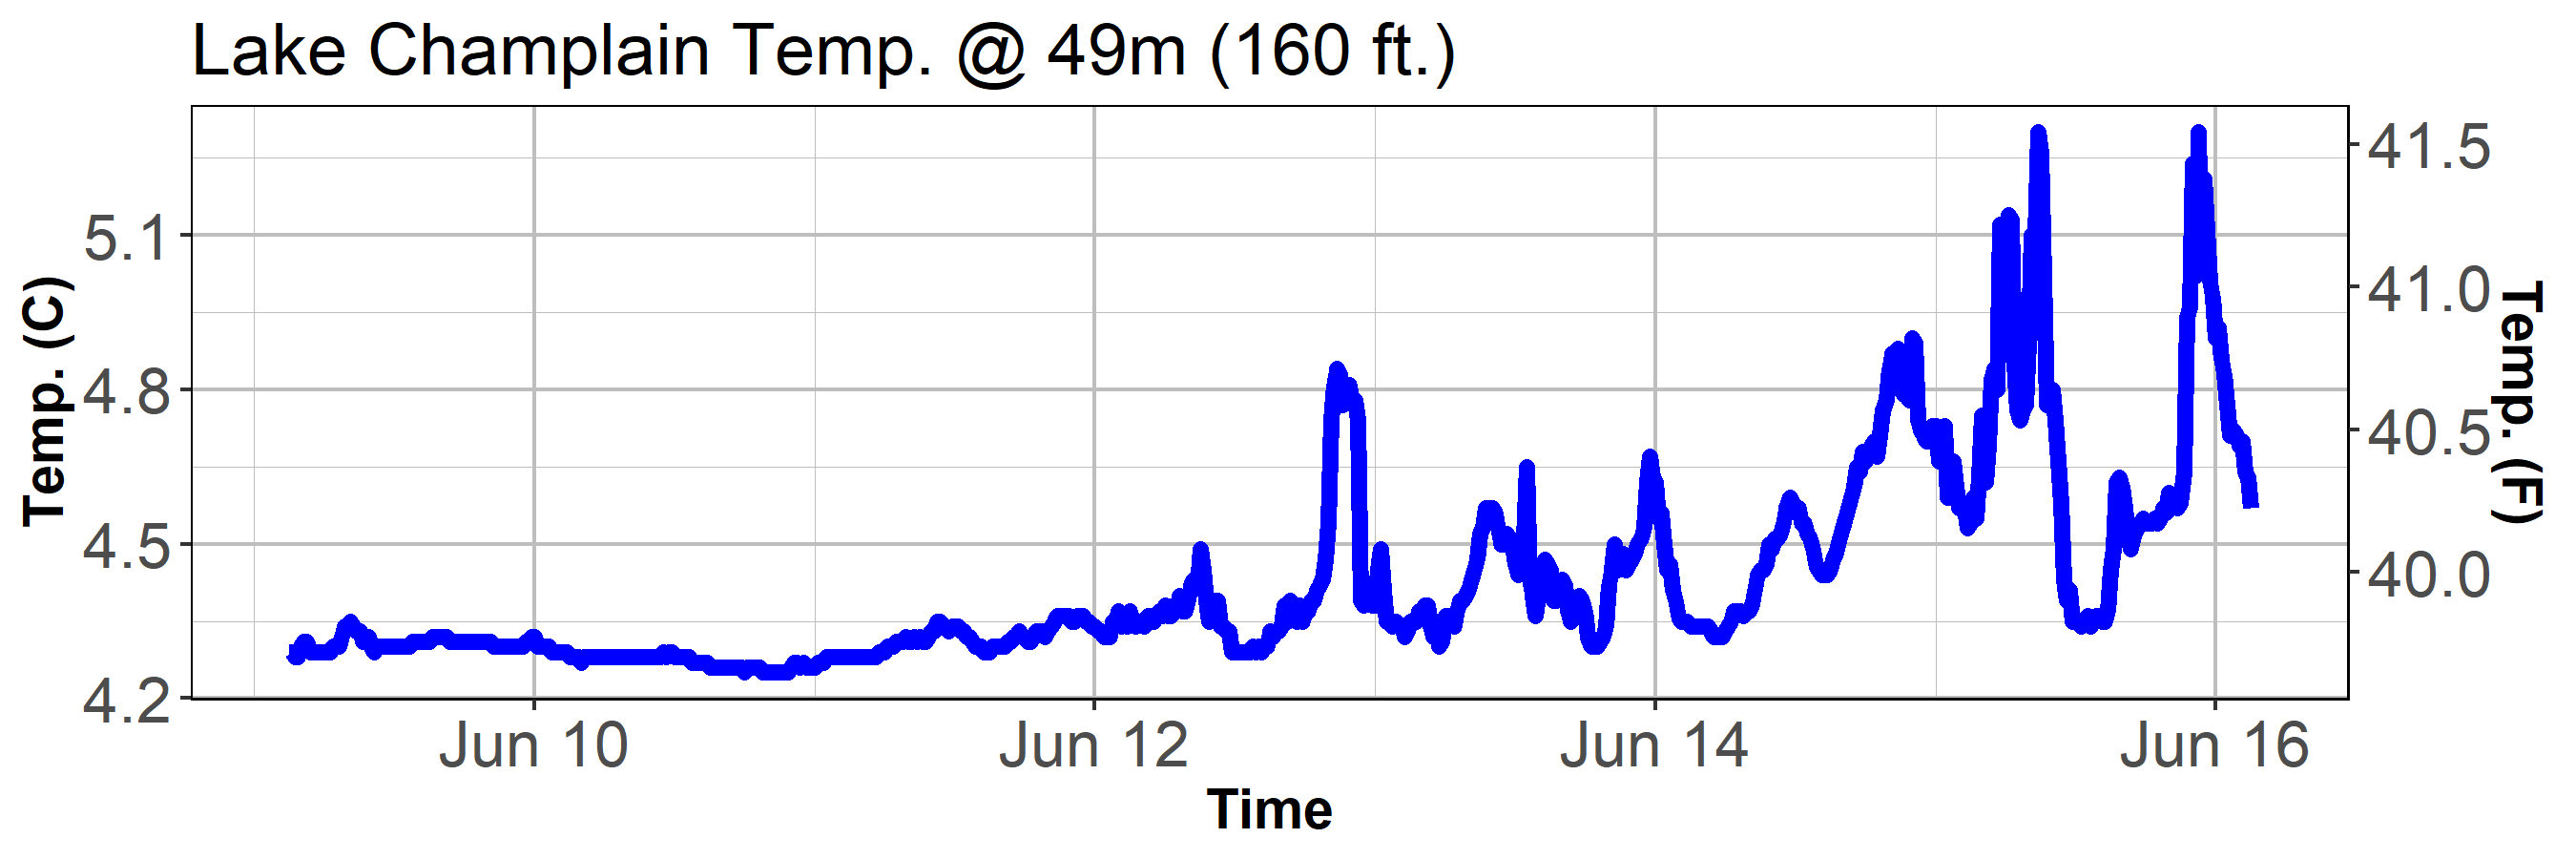 Lake Champlain Temp. @ 49m (160 ft.)
Temp. (C)
5.1
4.8
4.5
4.2
41.5
41.0
40.5
40.0
Temp. (F)
Jun 10 Jun 12 Jun 14 Jun 16
Time